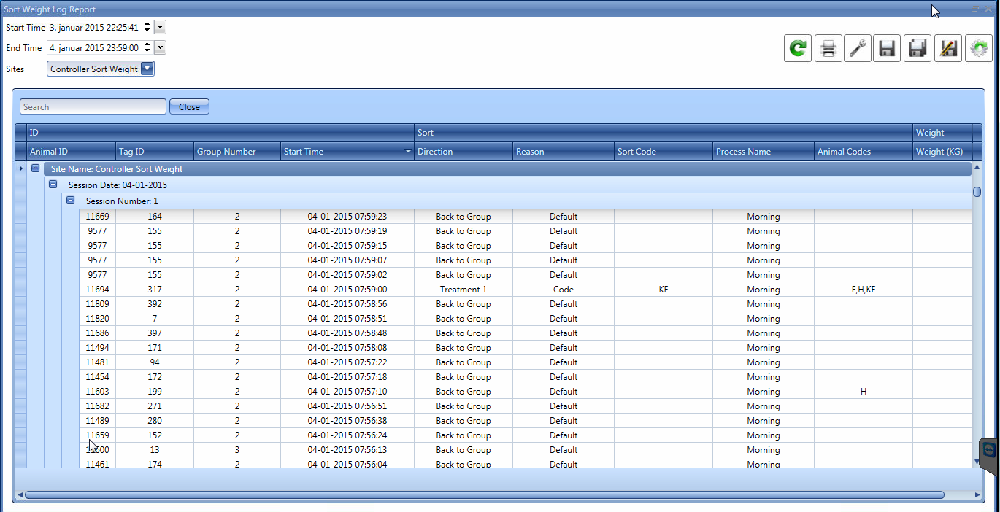 Sort Weight Log Report
Start Time 3. januar 2015 22:25:41
End Time 4. januar 2015 23:59:00
Sites Controller Sort Weight
Search Close
ID Sort Weight
Animal ID Tag ID Group Number Start Time Direction Reason Sort Code Process Name Animal Codes Weight (KG)
Site Name: Controller Sort Weight
Session Date: 04-01-2015
Session Number: 1
11669 164 2 04-01-2015 07:59:23 Back to Group Default Morning
9577 155 2 04-01-2015 07:59:19 Back to Group Default Morning
9577 155 2 04-01-2015 07:59:15 Back to Group Default Morning
9577 155 2 04-01-2015 07:59:07 Back to Group Default Morning
9577 155 2 04-01-2015 07:59:02 Back to Group Default Morning
11694 317 2 04-01-2015 07:59:00 Treatment 1 Code KE Morning E,H,KE
11809 392 2 04-01-2015 07:58:56 Back to Group Default Morning
11820 7 2 04-01-2015 07:58:51 Back to Group Default Morning
11686 397 2 04-01-2015 07:58:48 Back to Group Default Morning
11494 171 2 04-01-2015 07:58:08 Back to Group Default Morning
11481 94 2 04-01-2015 07:57:22 Back to Group Default Morning
11454 172 2 04-01-2015 07:57:18 Back to Group Default Morning
11603 199 2 04-01-2015 07:57:10 Back to Group Default Morning H
11682 271 2 04-01-2015 07:56:51 Back to Group Default Morning
11489 280 2 04-01-2015 07:56:38 Back to Group Default Morning
11659 152 2 04-01-2015 07:56:24 Back to Group Default Morning
13 3 04-01-2015 07:56:13 Back to Group Default Morning
11461 174 2 04-01-2015 07:56:04 Back to Group Default Morning